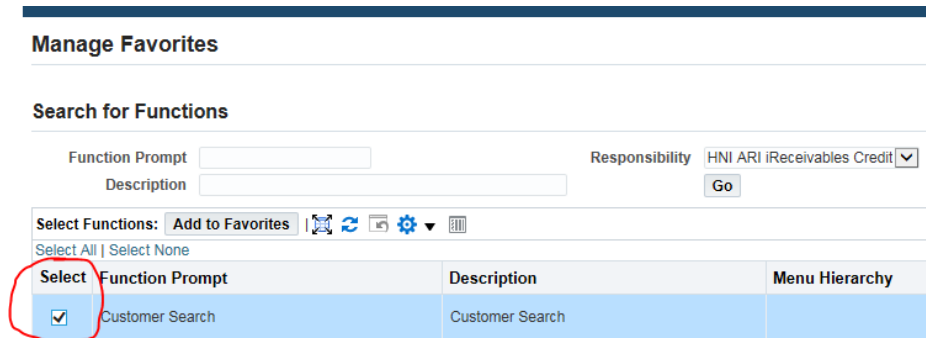 Manage Favorites
Search for Functions
Function Prompt Responsibility HNI ARI iReceivables Credit
Description Go
Select Functions: Add to Favorites
Select All | Select None
Select Function Prompt Description Menu Hierarchy
Customer Search Customer Search